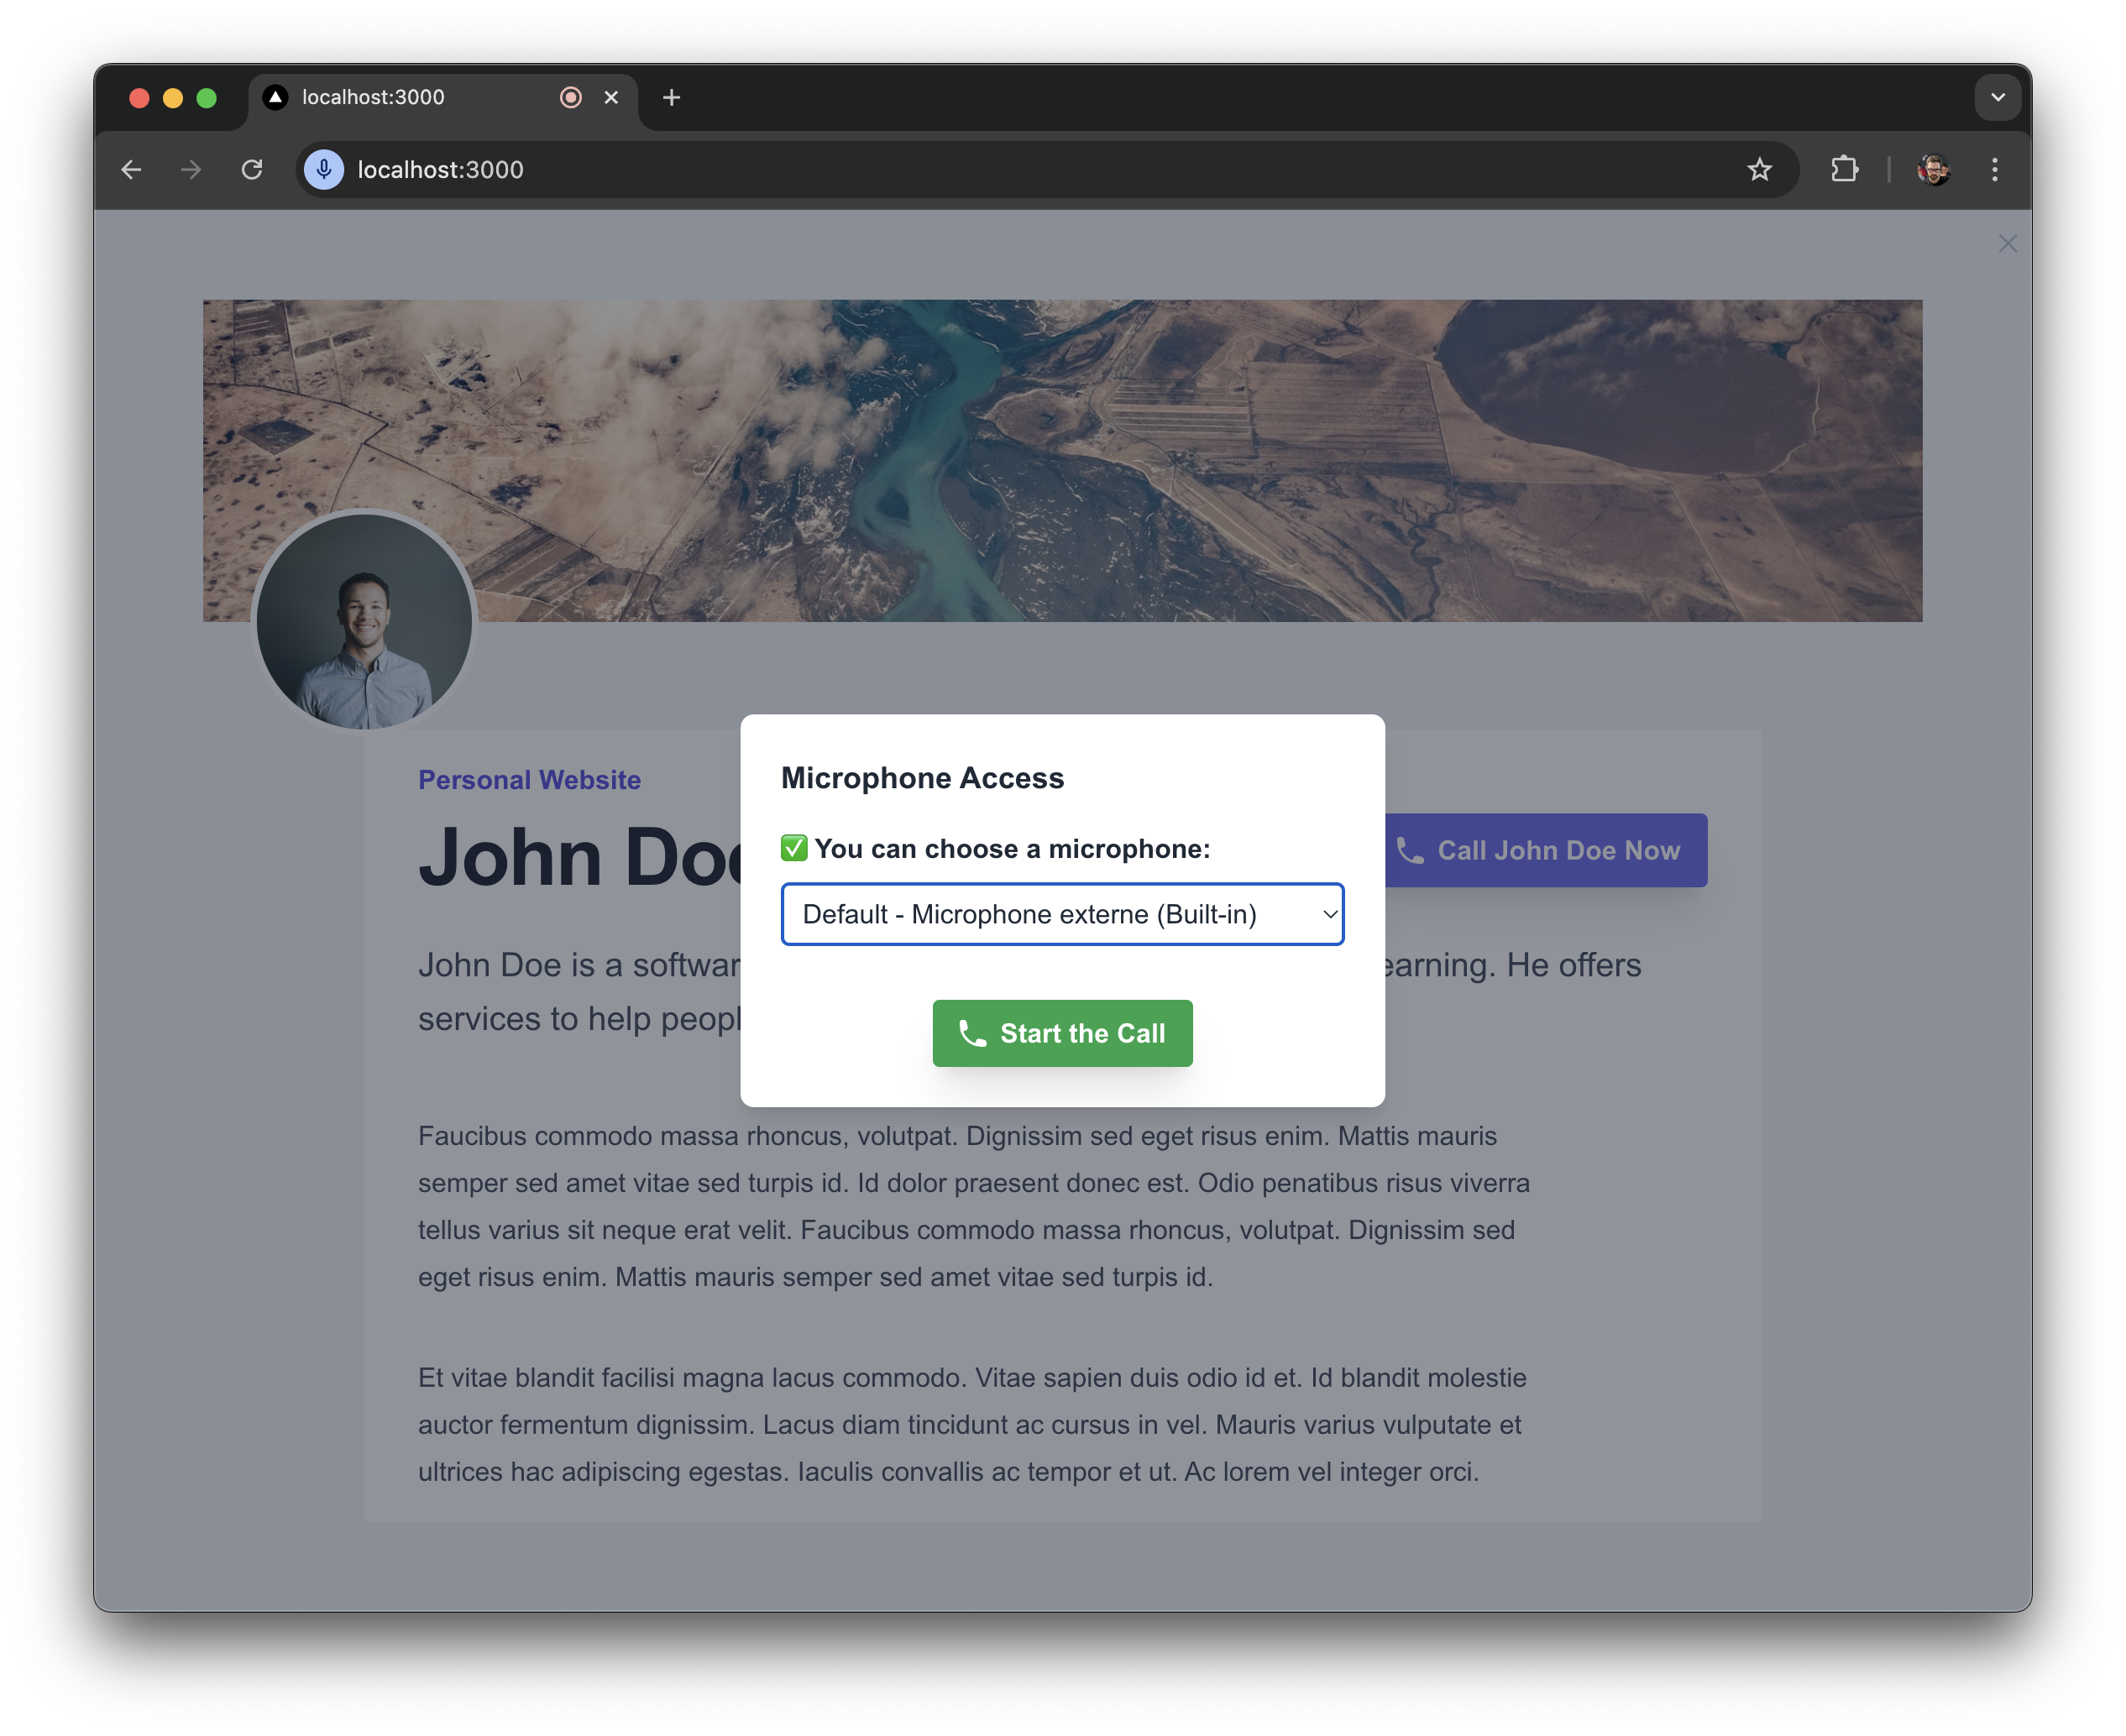 localhost:3000
localhost:3000
Personal Website
John Doe
Call John Doe Now
Microphone Access
✅ You can choose a microphone:
Default - Microphone externe (Built-in)
Start the Call
John Doe is a earning. He offers
services to help
Faucibus commodo massa rhoncus, volutpat. Dignissim sed eget risus enim. Mattis mauris
semper sed amet vitae sed turpis id. Id dolor praesent donec est. Odio penatibus risus viverra
tellus varius sit neque erat velit. Faucibus commodo massa rhoncus, volutpat. Dignissim sed
eget risus enim. Mattis mauris semper sed amet vitae sed turpis id.
Et vitae blandit facilisi magna lacus commodo. Vitae sapien duis odio id et. Id blandit molestie
auctor fermentum dignissim. Lacus diam tincidunt ac cursus in vel. Mauris varius vulputate et
ultrices hac adipiscing egestas. Iaculis convallis ac tempor et ut. Ac lorem vel integer orci.